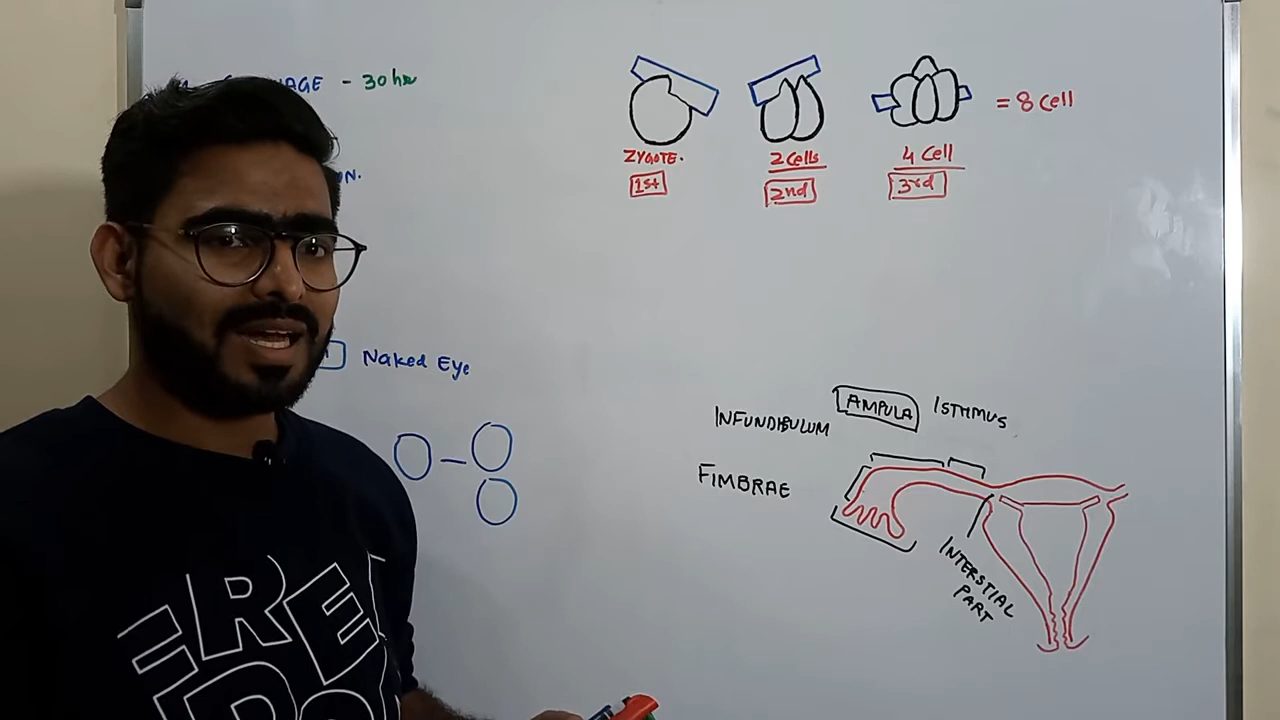 - 30 hr
= 8 Cell
ZYGOTE.
2 Cells
4 Cell
1st
2nd
3rd
Naked Eye
AMPULA
ISTHMUS
INFUNDIBULUM
FIMBRAE
INTERSTIAL
PART